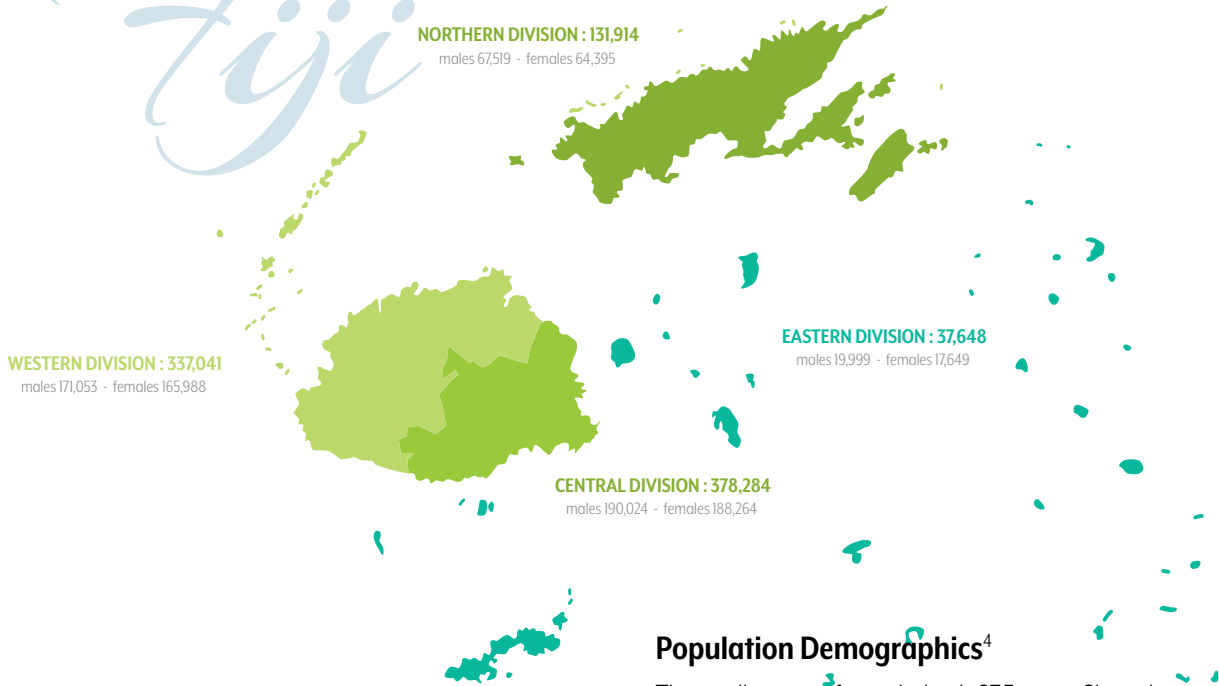 Fiji
NORTHERN DIVISION : 131,914
males 67,519 - females 64,395
EASTERN DIVISION : 37,648
males 19,999 - females 17,649
WESTERN DIVISION : 337,041
males 171,053 - females 165,988
CENTRAL DIVISION : 378,284
males 190,024 - females 188,264
Population Demographics4